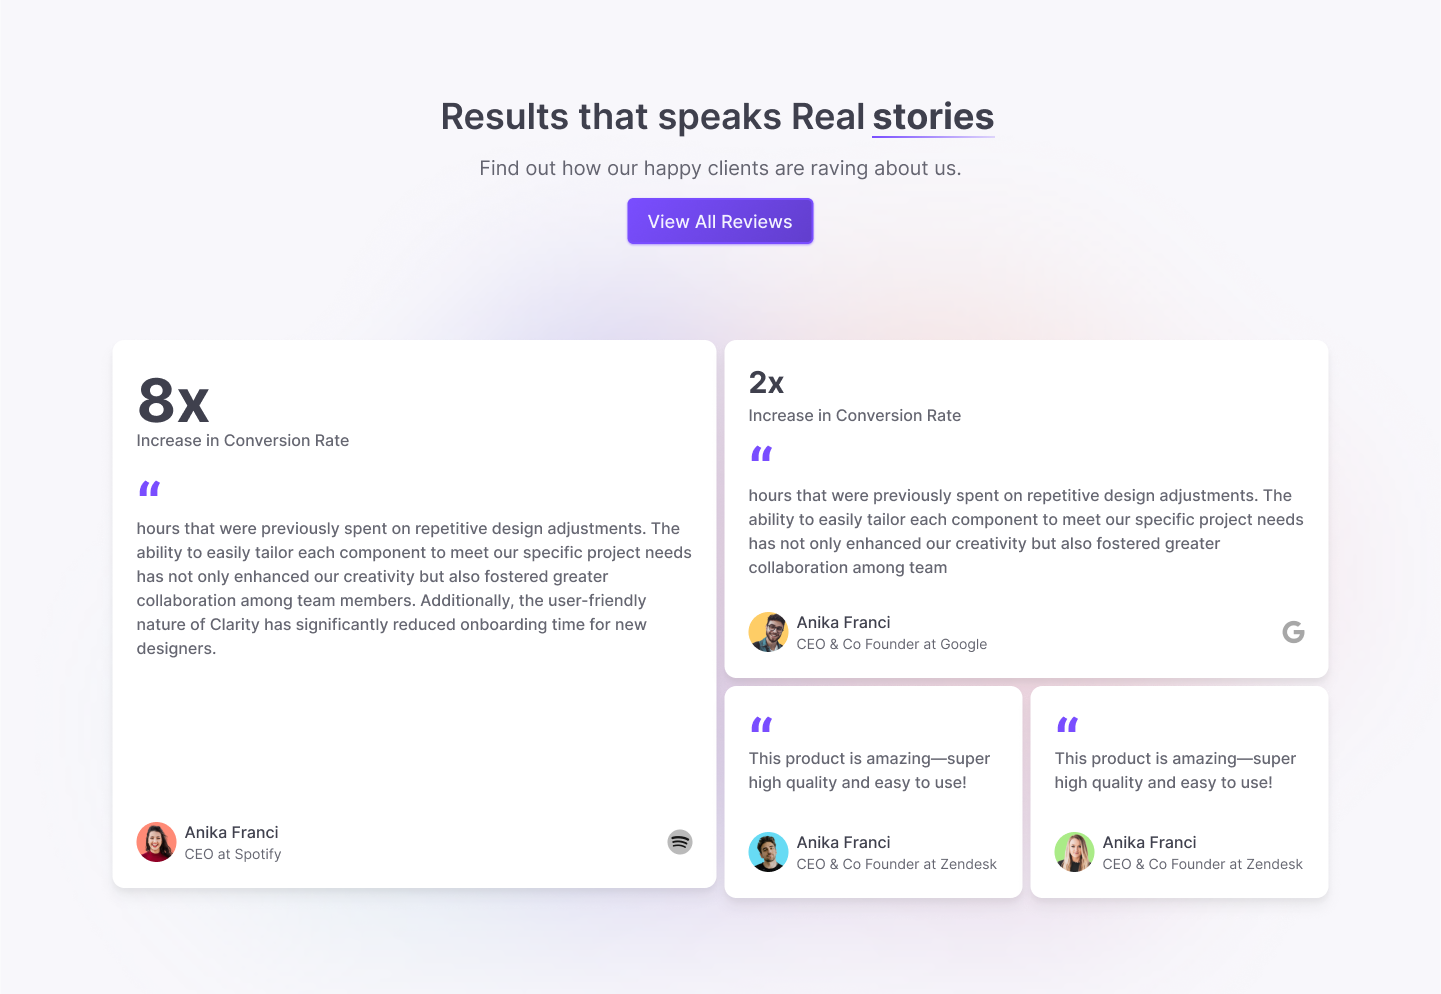 Results that speaks Real stories
Find out how our happy clients are raving about us.
View All Reviews
8x
Increase in Conversion Rate
“
hours that were previously spent on repetitive design adjustments. The
ability to easily tailor each component to meet our specific project needs
has not only enhanced our creativity but also fostered greater
collaboration among team members. Additionally, the user-friendly
nature of Clarity has significantly reduced onboarding time for new
designers.
Anika Franci
CEO at Spotify
2x
Increase in Conversion Rate
“
hours that were previously spent on repetitive design adjustments. The
ability to easily tailor each component to meet our specific project needs
has not only enhanced our creativity but also fostered greater
collaboration among team
Anika Franci
CEO & Co Founder at Google
G
“
This product is amazing—super
high quality and easy to use!
Anika Franci
CEO & Co Founder at Zendesk
“
This product is amazing—super
high quality and easy to use!
Anika Franci
CEO & Co Founder at Zendesk